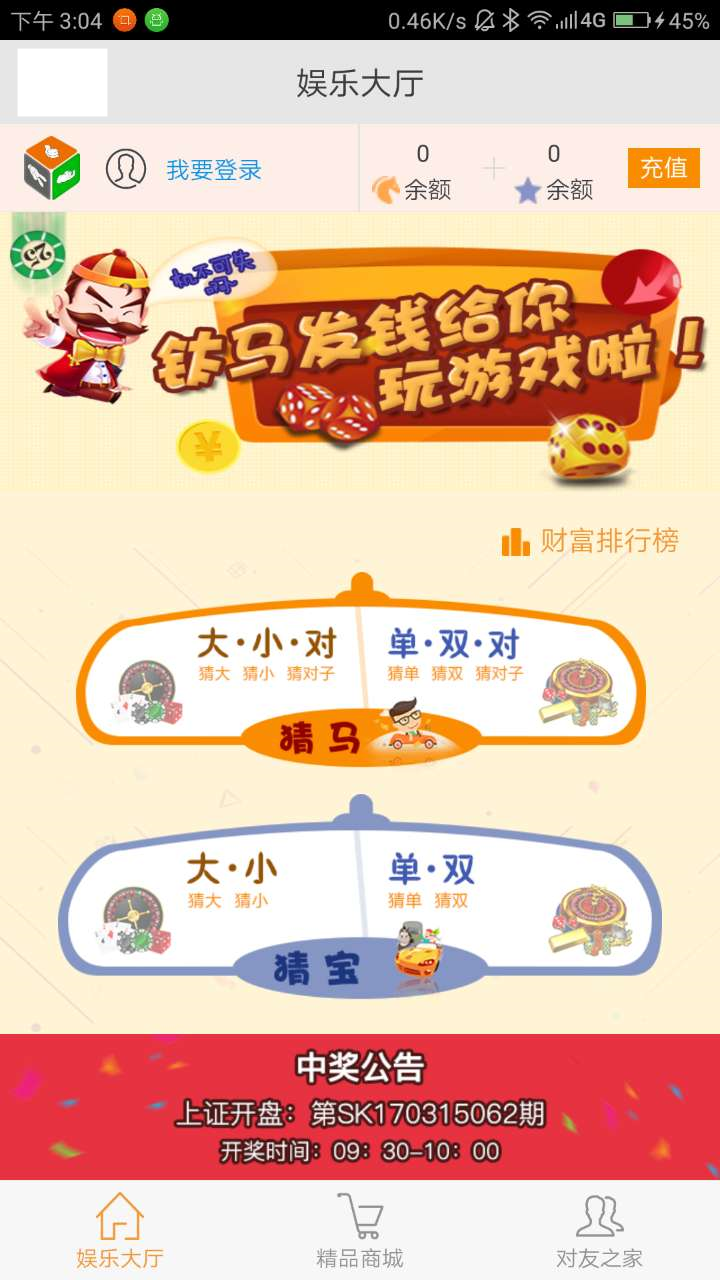 下午 3:04
0.46K/s
4G
45%
娱乐大厅
我要登录
0
余额
0
余额
充值
25
机不可失
呀
钛马发钱给你
玩游戏啦！
¥
财富排行榜
大·小·对
猜大 猜小 猜对子
单·双·对
猜单 猜双 猜对子
猜马
大·小
猜大 猜小
单·双
猜单 猜双
猜宝
中奖公告
上证开盘：第SK170315062期
开奖时间：09：30-10：00
娱乐大厅
精品商城
对友之家